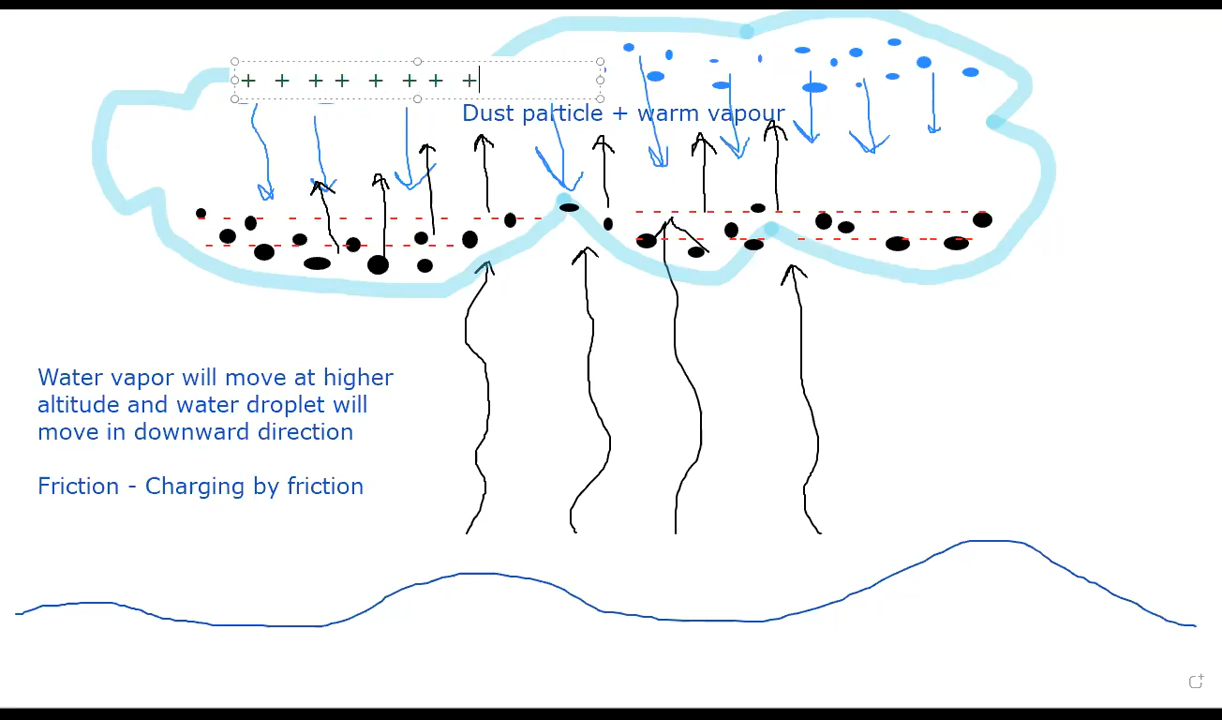 + + + + + + + +
Dust particle + warm vapour
Water vapor will move at higher
altitude and water droplet will
move in downward direction
Friction - Charging by friction